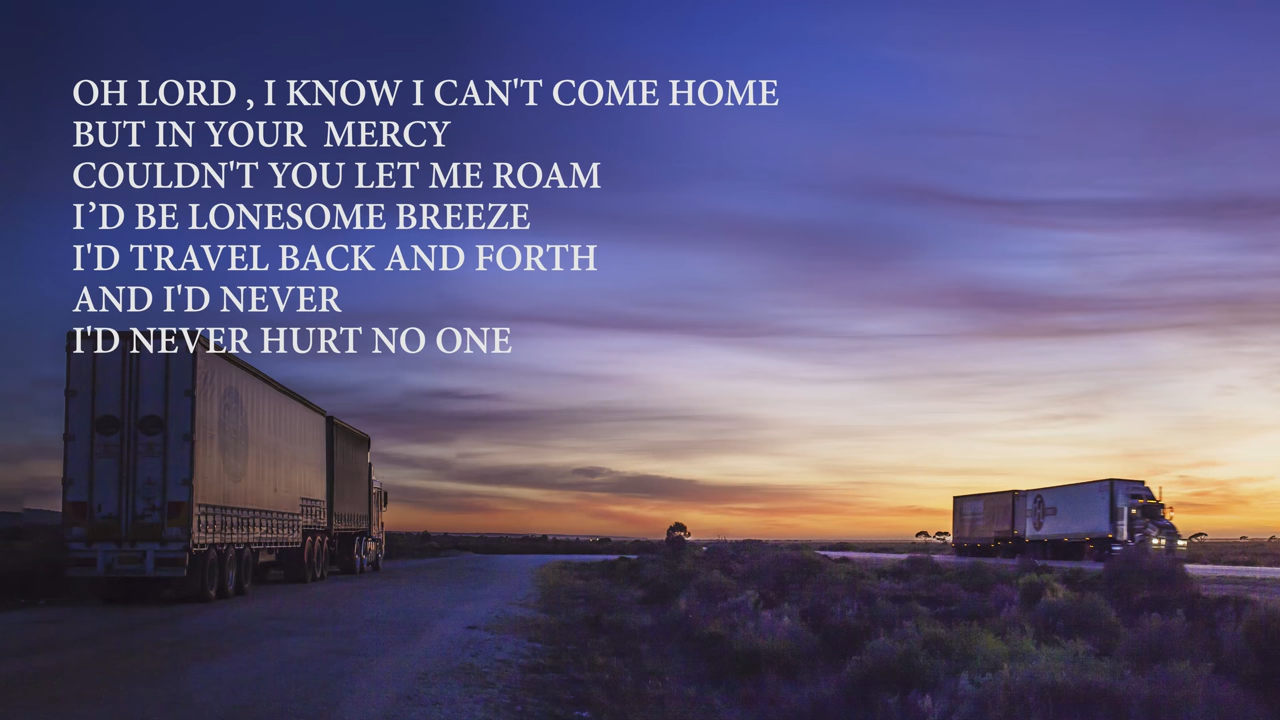 OH LORD , I KNOW I CAN'T COME HOME
BUT IN YOUR  MERCY
COULDN'T YOU LET ME ROAM
I’D BE LONESOME BREEZE
I'D TRAVEL BACK AND FORTH
AND I'D NEVER
I'D NEVER HURT NO ONE